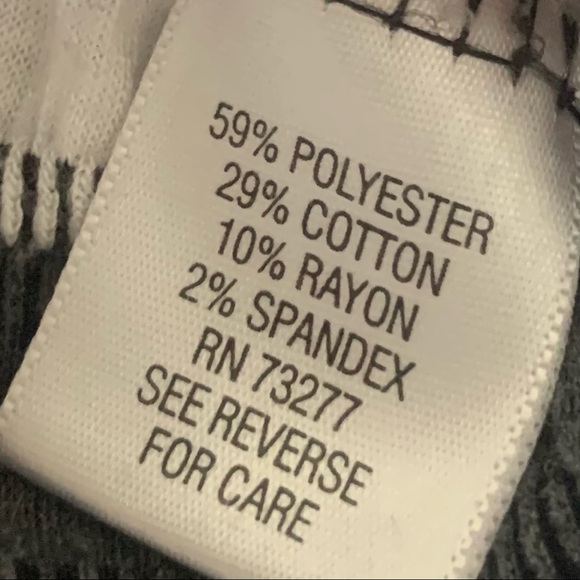 59% POLYESTER
29% COTTON
10% RAYON
2% SPANDEX
RN 73277
SEE REVERSE
FOR CARE